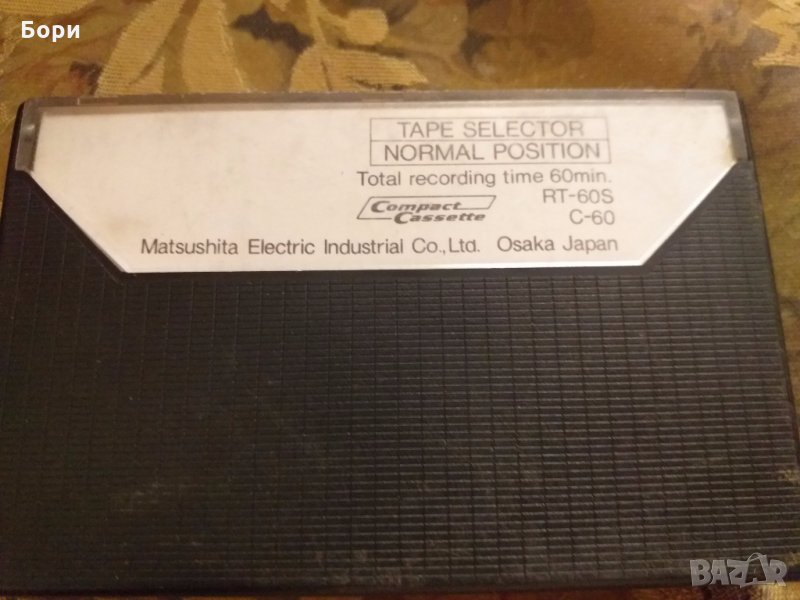 Бори
TAPE SELECTOR
NORMAL POSITION
Total recording time 60min.
RT-60S
Compact Cassette
C-60
Matsushita Electric Industrial Co., Ltd. Osaka Japan
BAZAR